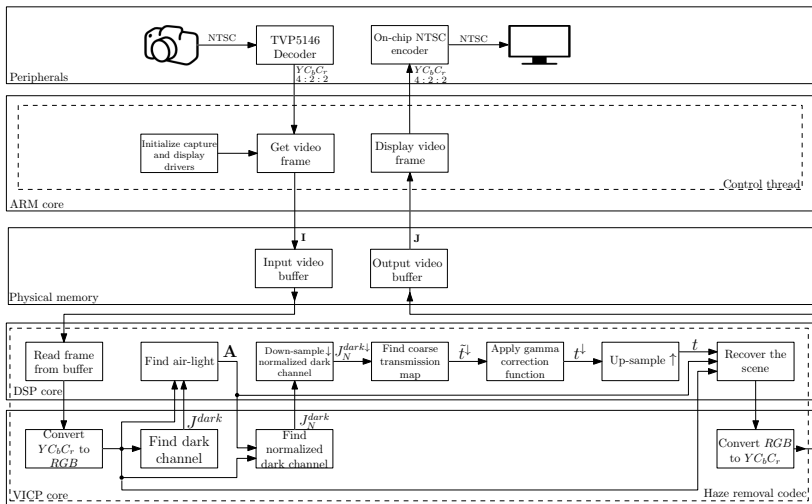 NTSC
TVP5146
Decoder
On-chip NTSC
encoder
NTSC
YC_bC_r
4 : 2 : 2
YC_bC_r
4 : 2 : 2
Peripherals
Initialize capture
and display
drivers
Get video
frame
Display video
frame
Control thread
ARM core
I
J
Input video
buffer
Output video
buffer
Physical memory
Read frame
from buffer
Find air-light
A
Down-sample↓
normalized dark
channel
J_N^{dark↓}
Find coarse
transmission
map
t̃^↓
Apply gamma
correction
function
t^↓
Up-sample ↑
t
Recover the
scene
DSP core
J^{dark}
J_N^{dark}
Convert
YC_bC_r to
RGB
Find dark
channel
Find
normalized
dark channel
Convert RGB
to YC_bC_r
VICP core
Haze removal codec